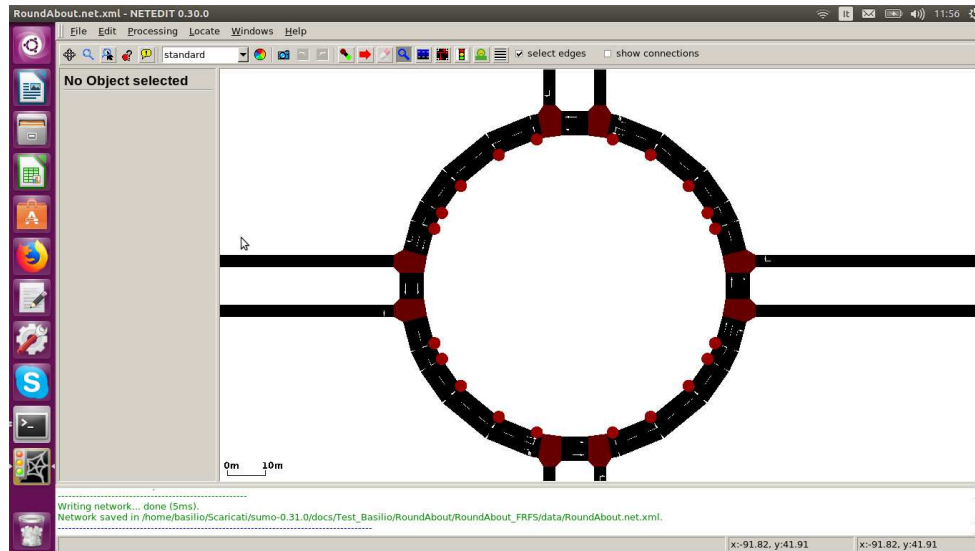 RoundAbout.net.xml - NETEDIT 0.30.0
It
11:56
File Edit Processing Locate Windows Help
standard
select edges
show connections
No Object selected
0m 10m
Writing network... done (5ms).
Network saved in /home/basilio/Scaricati/sumo-0.31.0/docs/Test_Basilio/RoundAbout/RoundAbout_FRFS/data/RoundAbout.net.xml.
x:-91.82, y:41.91
x:-91.82, y:41.91